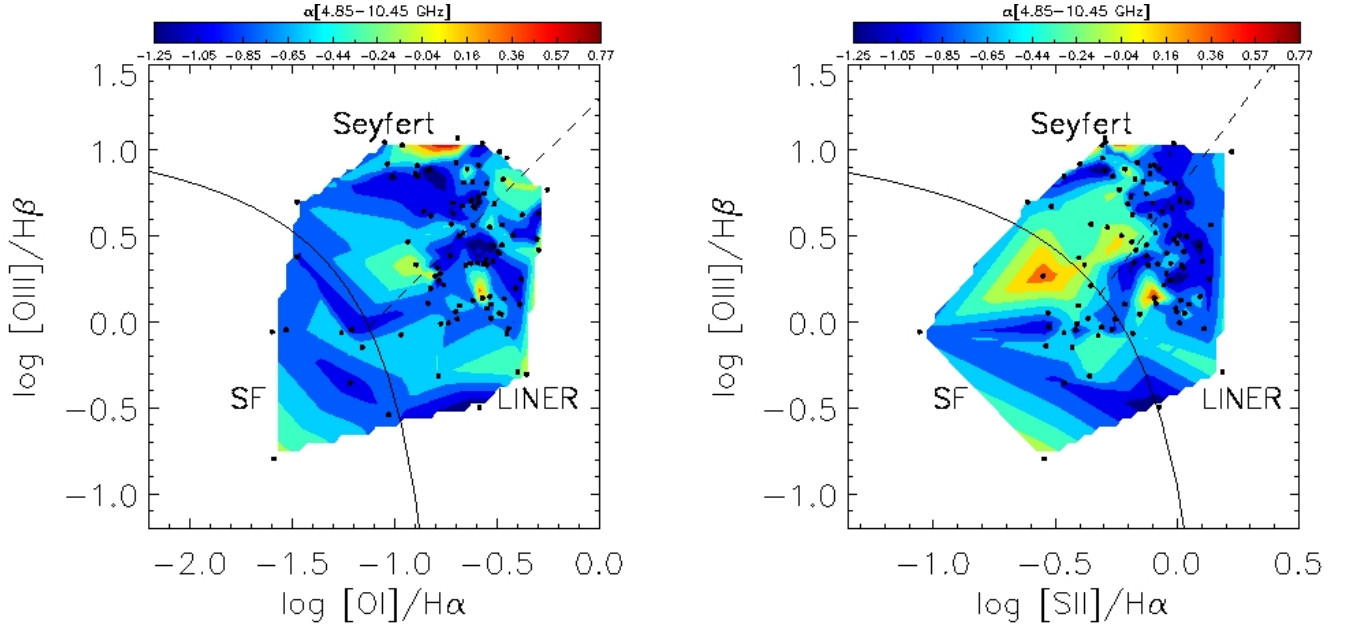 α[4.85−10.45 GHz]
−1.25 −1.05 −0.85 −0.65 −0.44 −0.24 −0.04 0.16 0.36 0.57 0.77
1.5
1.0
0.5
0.0
−0.5
−1.0
log [OIII]/Hβ
Seyfert
SF
LINER
−2.0 −1.5 −1.0 −0.5 0.0
log [OI]/Hα
α[4.85−10.45 GHz]
−1.25 −1.05 −0.85 −0.65 −0.44 −0.24 −0.04 0.16 0.36 0.57 0.77
1.5
1.0
0.5
0.0
−0.5
−1.0
log [OIII]/Hβ
Seyfert
SF
LINER
−1.0 −0.5 0.0 0.5
log [SII]/Hα